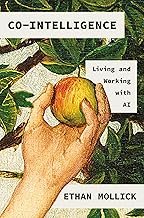 CO-INTELLIGENCE
Living and
Working
with
AI
ETHAN MOLLICK